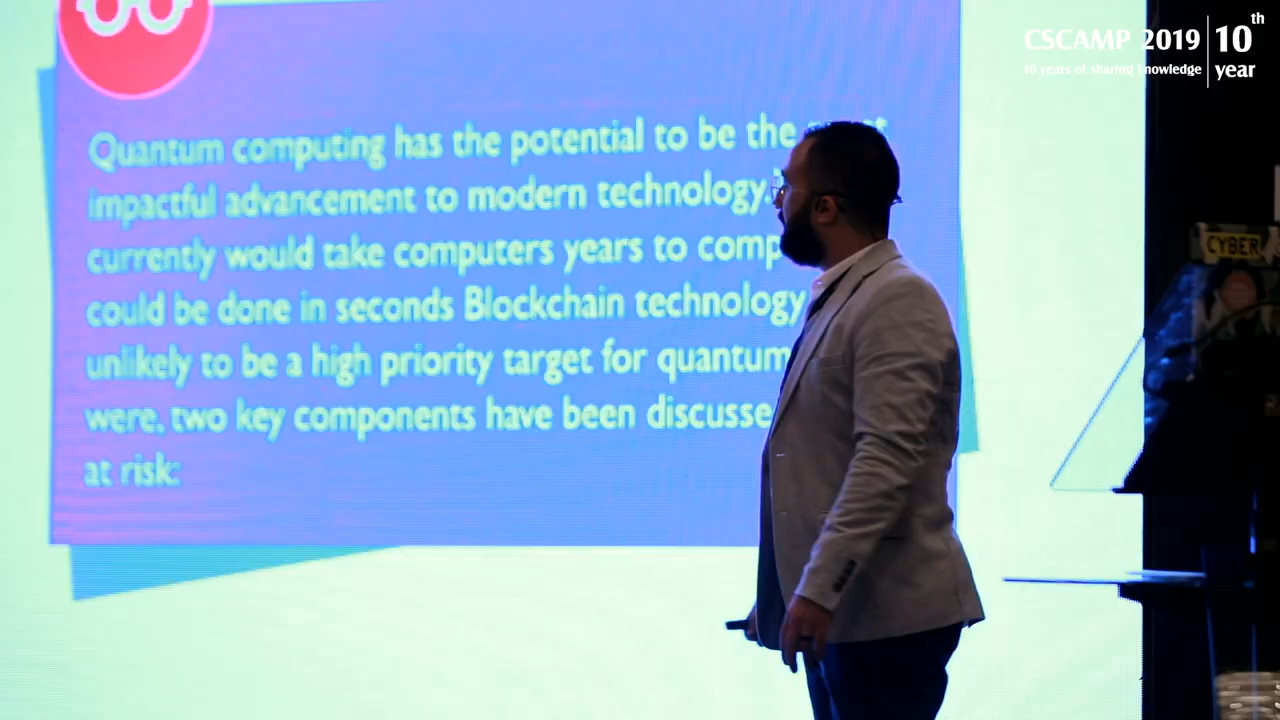 CSCAMP 2019
10 years of sharing knowledge
10th
year
Quantum computing has the potential to be the
impactful advancement to modern technology.
currently would take computers years to comp
could be done in seconds Blockchain technology
unlikely to be a high priority target for quantum
were, two key components have been discusse
at risk:
CYBER